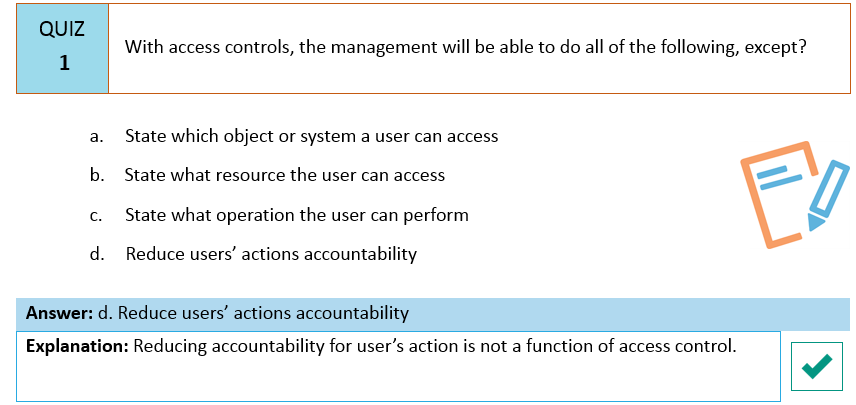 QUIZ
1
With access controls, the management will be able to do all of the following, except?
a. State which object or system a user can access
b. State what resource the user can access
c. State what operation the user can perform
d. Reduce users’ actions accountability
Answer: d. Reduce users’ actions accountability
Explanation: Reducing accountability for user’s action is not a function of access control.